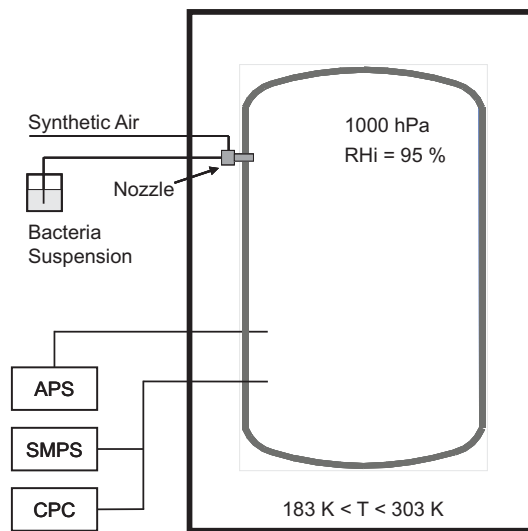 Synthetic Air
1000 hPa
RHi = 95 %
Nozzle
Bacteria
Suspension
APS
SMPS
CPC
183 K < T < 303 K